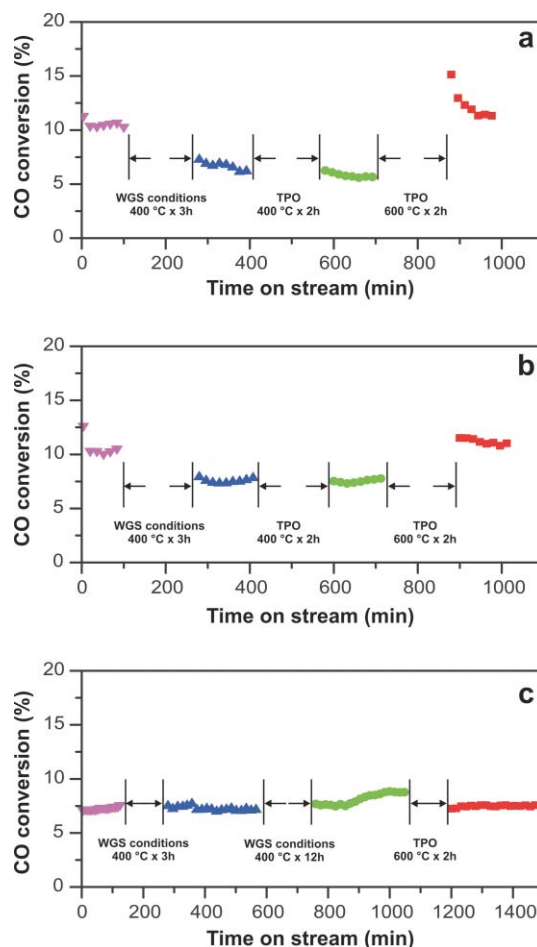 a
20
15
10
5
0
CO conversion (%)
WGS conditions
400 °C x 3h
TPO
400 °C x 2h
TPO
600 °C x 2h
0 200 400 600 800 1000
Time on stream (min)
b
20
15
10
5
0
CO conversion (%)
WGS conditions
400 °C x 3h
TPO
400 °C x 2h
TPO
600 °C x 2h
0 200 400 600 800 1000
Time on stream (min)
c
20
15
10
5
0
CO conversion (%)
WGS conditions
400 °C x 3h
WGS conditions
400 °C x 12h
TPO
600 °C x 2h
0 200 400 600 800 1000 1200 1400
Time on stream (min)